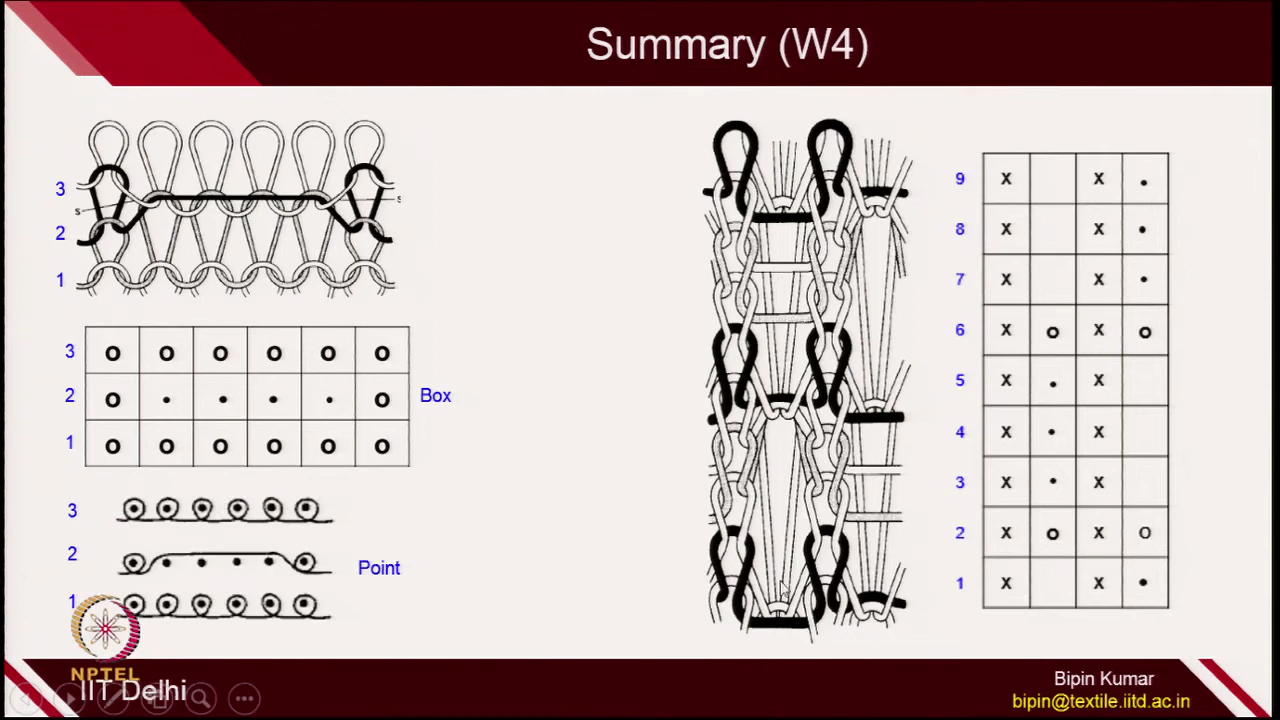 Summary (W4)
3
s
s
2
1
3 o o o o o o
2 o . . . . o Box
1 o o o o o o
3
2 Point
1
9 x x .
8 x x .
7 x x .
6 x o x o
5 x . x
4 x . x
3 x . x
2 x o x o
1 x x .
NPTEL
IIT Delhi
Bipin Kumar
bipin@textile.iitd.ac.in